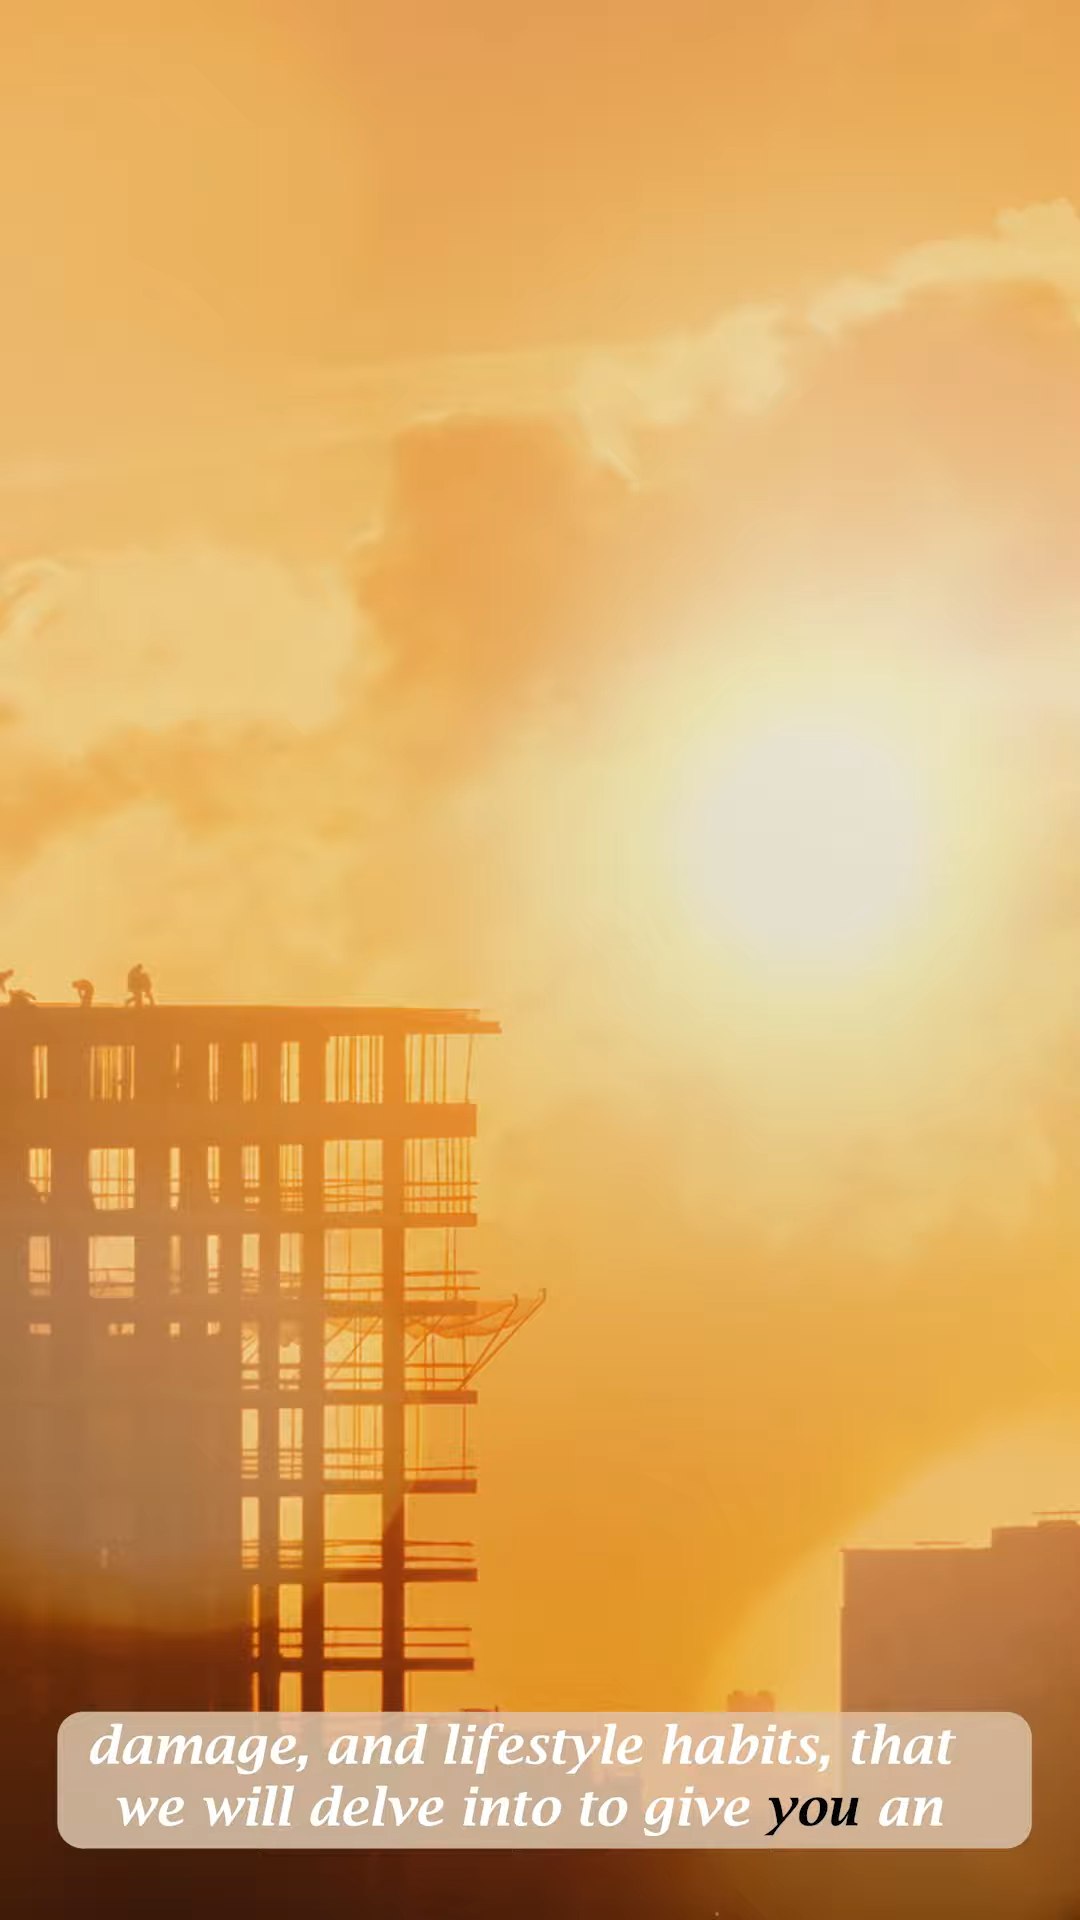 damage, and lifestyle habits, that
we will delve into to give you an